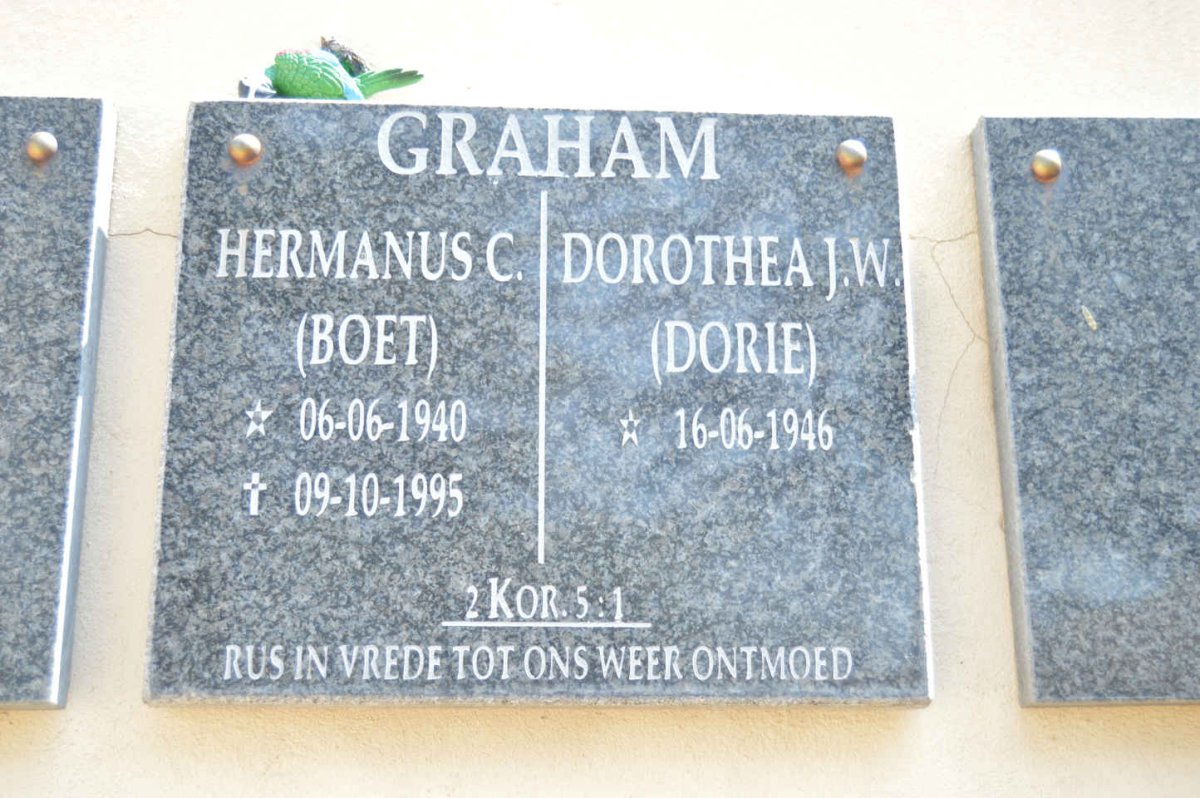 GRAHAM
HERMANUS C.
(BOET)
☆ 06-06-1940
✝ 09-10-1995
DOROTHEA J.W.
(DORIE)
☆ 16-06-1946
2 KOR. 5 : 1
RUS IN VREDE TOT ONS WEER ONTMOED